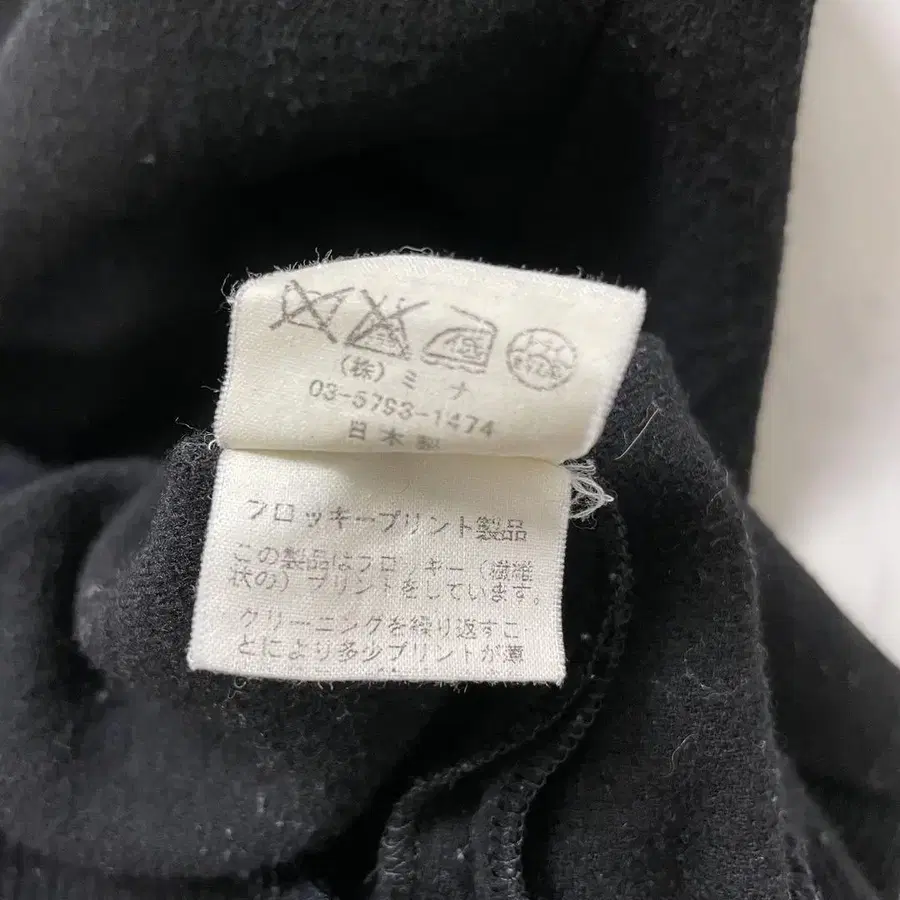 低
(株)ミナ
03-5793-1474
日本製
フロッキープリント製品
この製品はフロッキー(繊維
状の)プリントをしています。
クリーニングを繰り返すこ
とにより多少プリントが薄